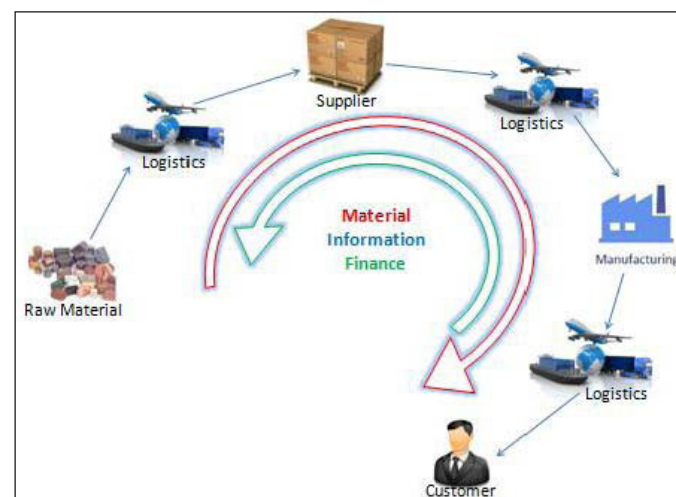 Supplier
Logistics
Logistics
Material
Information
Finance
Manufacturing
Raw Material
Logistics
Customer